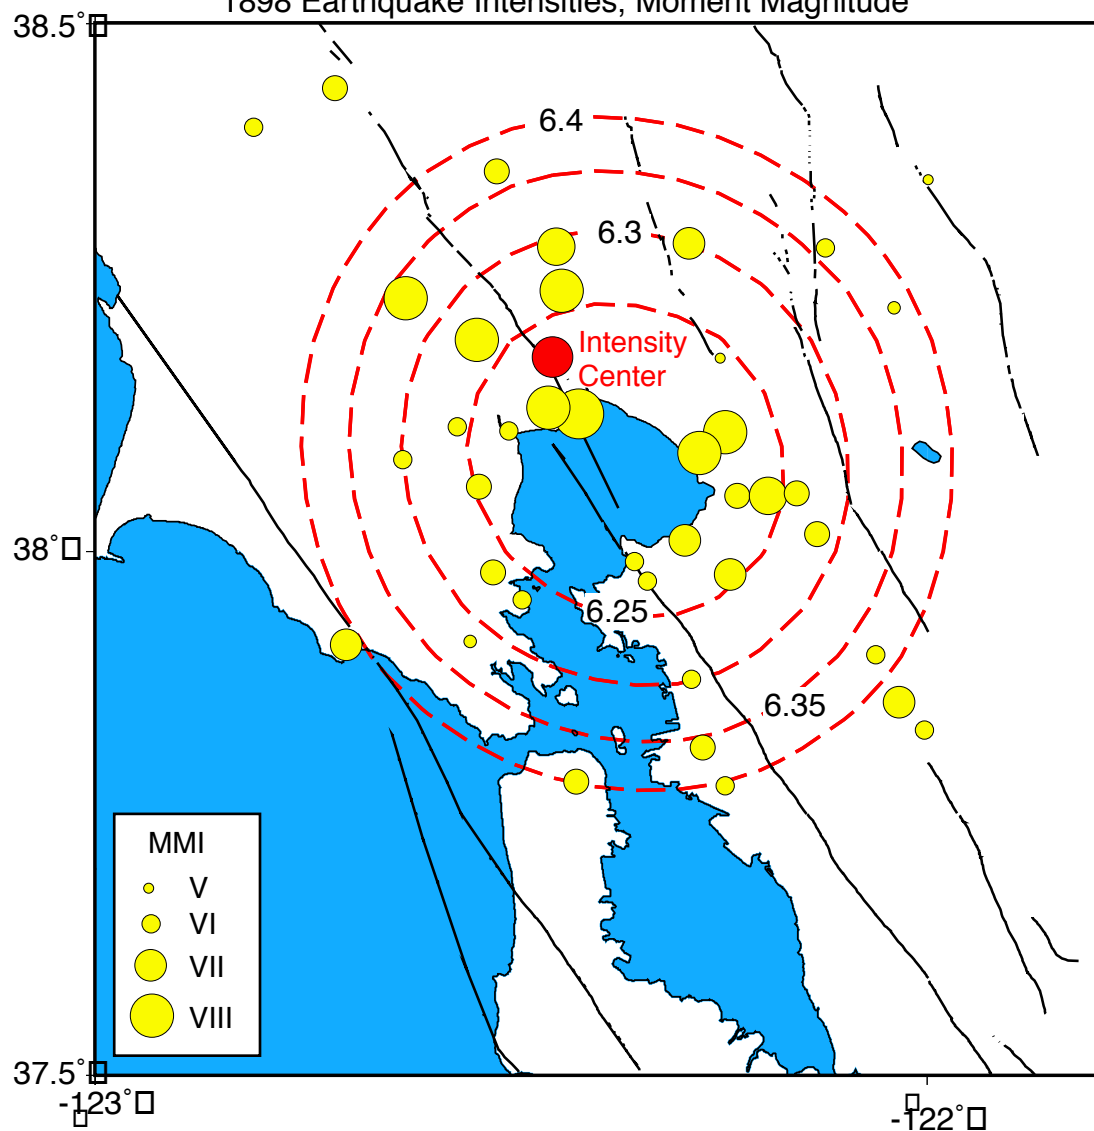 1898 Earthquake Intensities, Moment Magnitude
38.5°
6.4
6.3
Intensity
Center
38°
6.25
6.35
MMI
V
VI
VII
VIII
37.5°
-123°
-122°